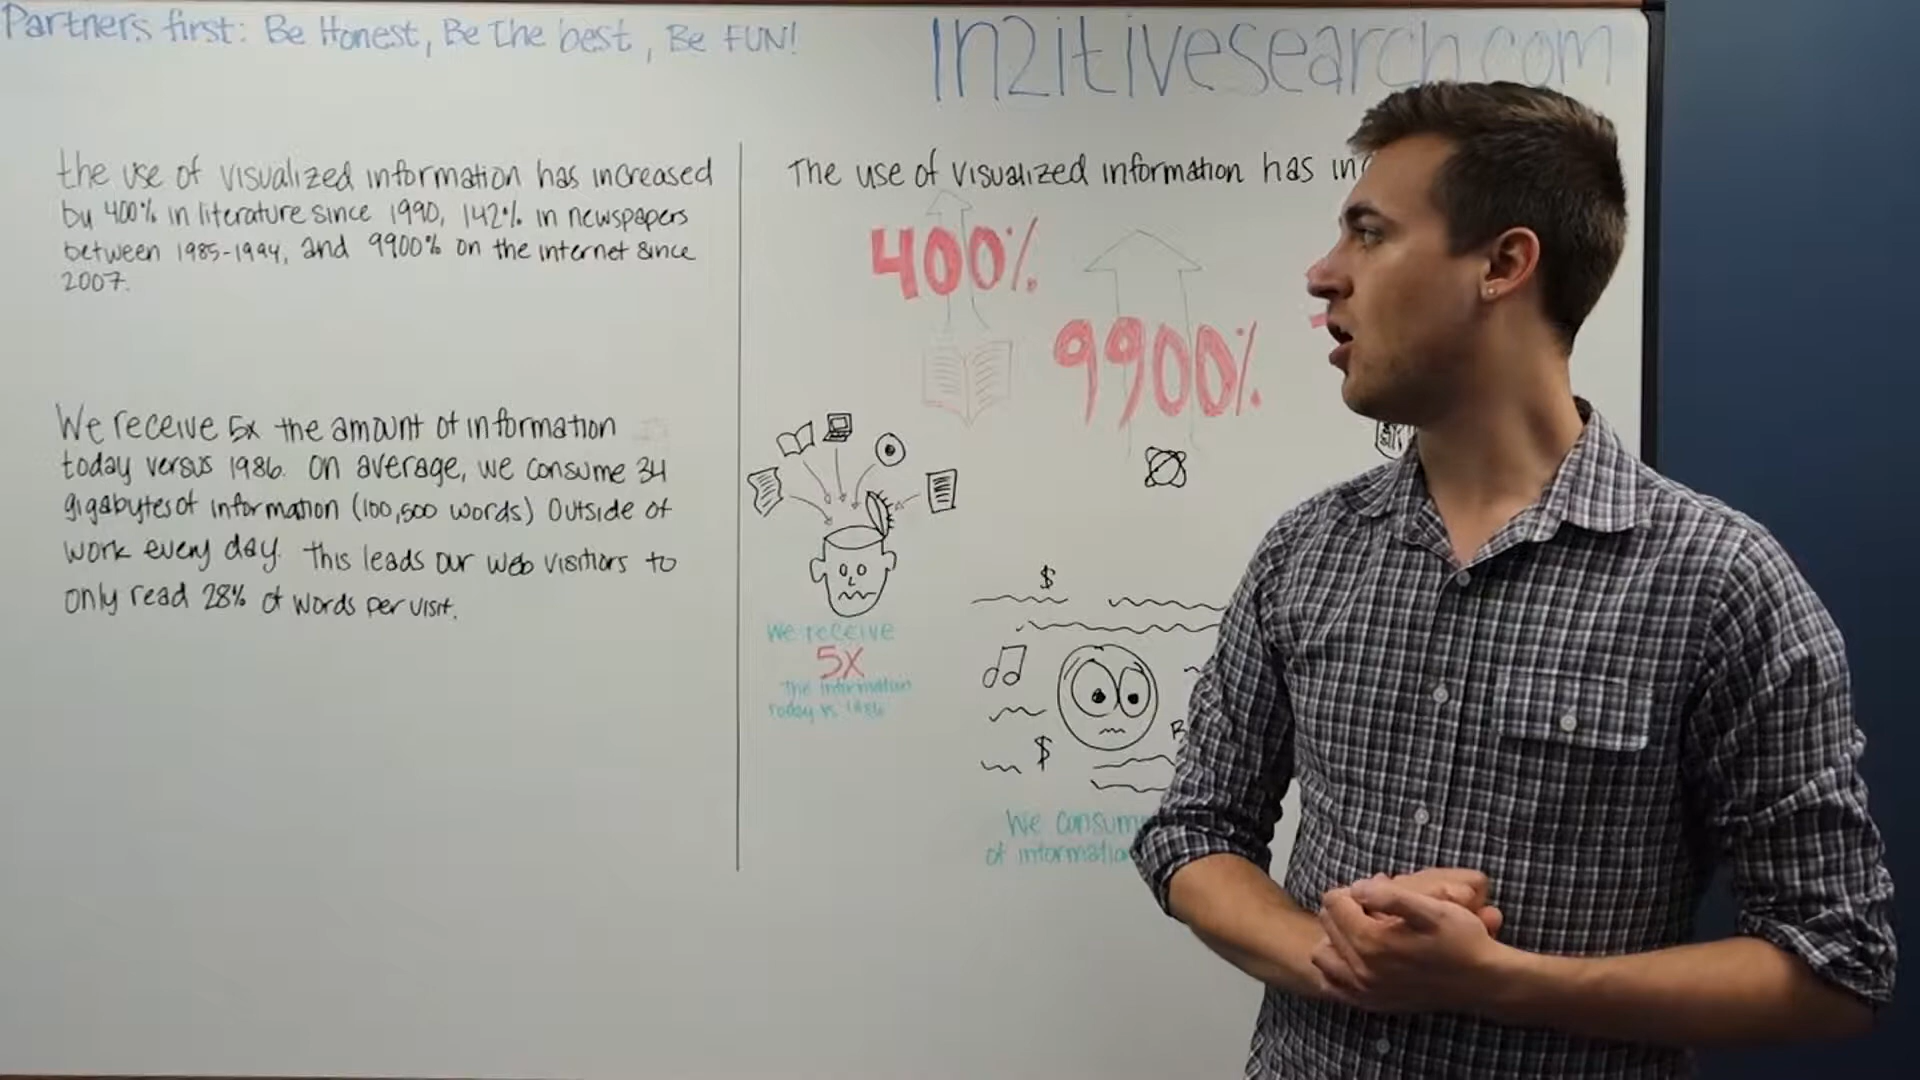 Partners first: Be Honest, Be The best, Be FUN!
In2itivesearch.com
the use of visualized information has increased
by 400% in literature since 1990, 142% in newspapers
between 1985-1994, and 9900% on the internet since
2007.
We receive 5x the amount of information
today versus 1986. On average, we consume 34
gigabytes of information (100,500 words) outside of
work every day. This leads our web visitiors to
only read 28% of words per visit.
The use of visualized information has
400%
9900%
$
We receive
5X
The information
today vs 1986
$
We consume
of information